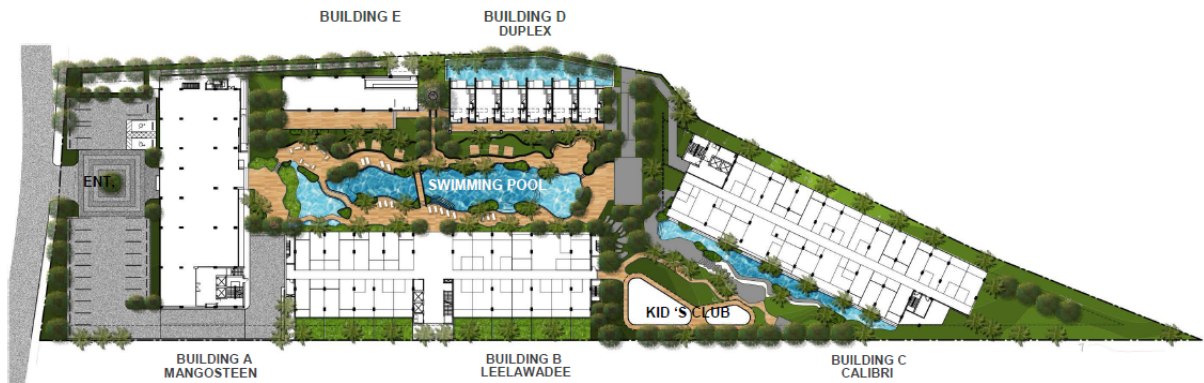 BUILDING E
BUILDING D
DUPLEX
ENT.
SWIMMING POOL
KID 'S CLUB
BUILDING A
MANGOSTEEN
BUILDING B
LEELAWADEE
BUILDING C
CALIBRI